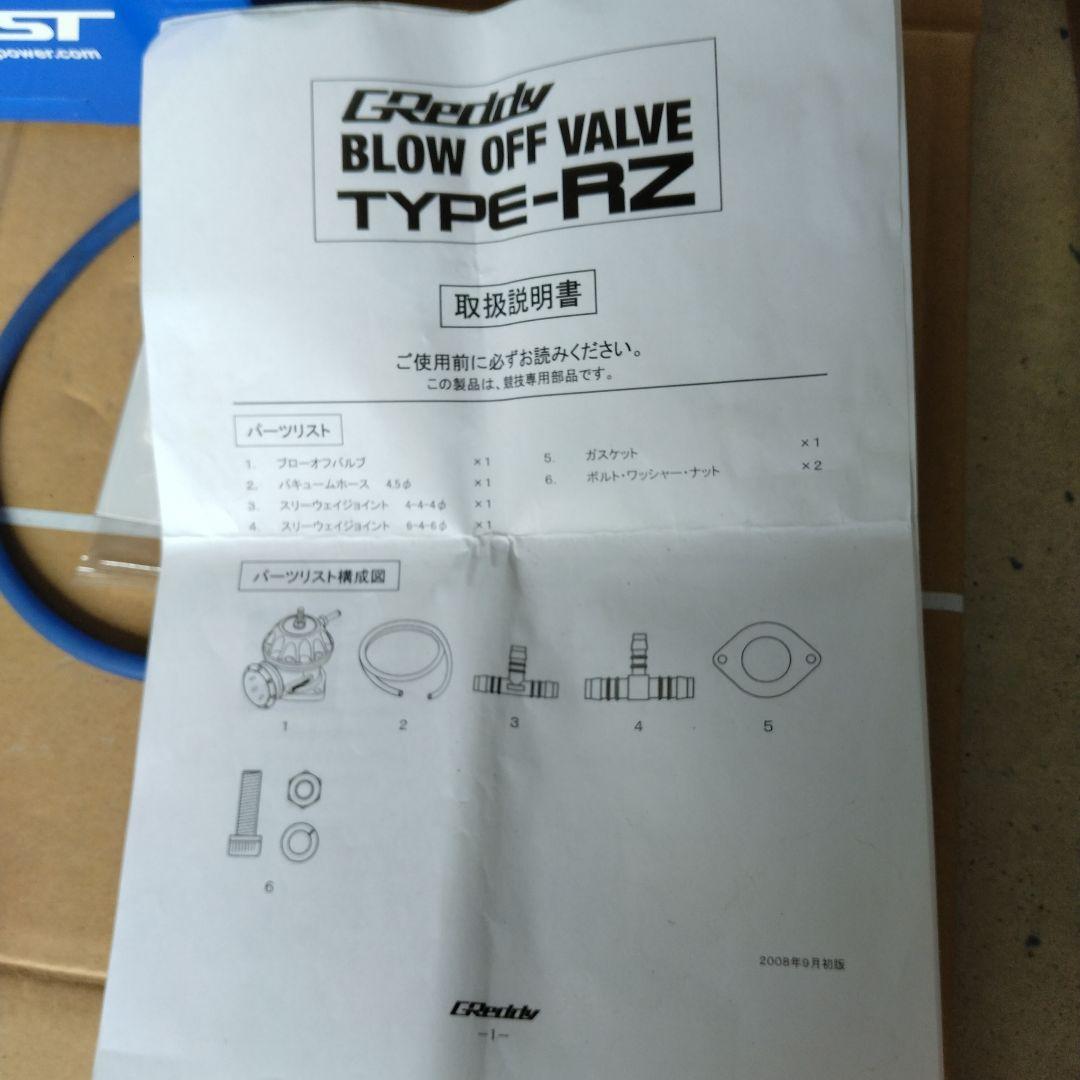 ST
power.com
GReddy
BLOW OFF VALVE
TYPE-RZ
取扱説明書
ご使用前に必ずお読みください。
この製品は、競技専用部品です。
パーツリスト
1. ブローオフバルブ ×1
2. バキュームホース 4.5φ ×1
3. スリーウェイジョイント 4-4-4φ ×1
4. スリーウェイジョイント 6-4-6φ ×1
5. ガスケット ×1
6. ボルト・ワッシャー・ナット ×2
パーツリスト構成図
1 2 3 4 5
6
2008年9月初版
GReddy
-1-